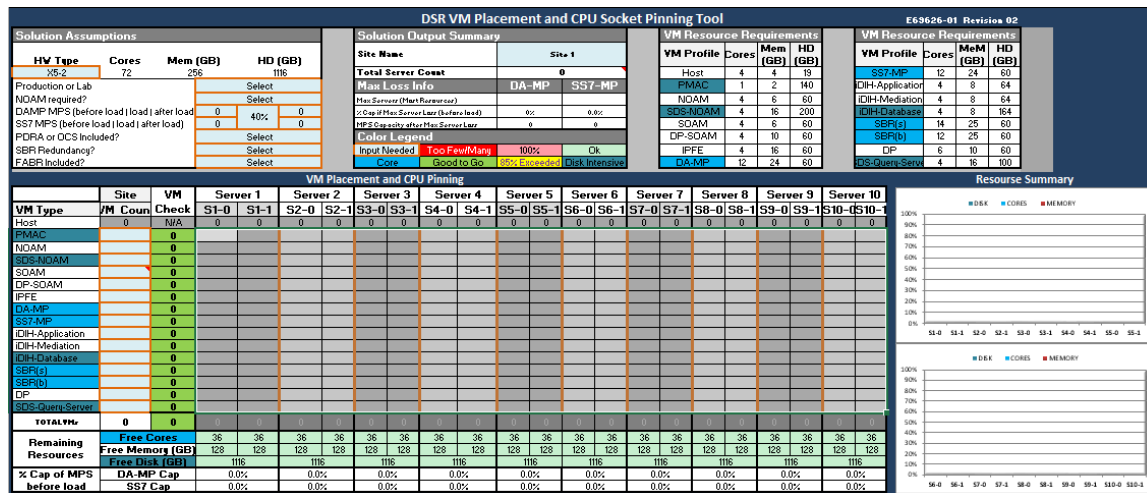 DSR VM Placement and CPU Socket Pinning Tool E69626-01 Revision 02
Solution Assumptions
HW Type Cores Mem (GB) HD (GB)
X5-2 72 256 1116
Production or Lab Select
NOAM required? Select
DAMP MPS (before load | load | after load) 0 40% 0
SS7 MPS (before load | load | after load) 0 0
PDRA or OCS Included? Select
SBR Redundancy? Select
FABR Included? Select
Solution Output Summary
Site Name Site 1
Total Server Count 0
Max Loss Info DA-MP SS7-MP
Max Servers (Mart Resources)
% Cap if Max Server Loss (before load) 0% 0%
MPS Capacity after Max Server Loss 0 0
Color Legend
Input Needed Too Few/Many 100% Ok
Core Good to Go 85% Exceeded Disk Intensive
VM Resource Requirements
VM Profile Cores Mem (GB) HD (GB)
Host 4 4 19
PMAC 1 2 140
NOAM 4 6 60
SDS-NOAM 4 16 200
SOAM 4 6 60
DP-SOAM 4 10 60
IPFE 4 16 60
DA-MP 12 24 60
VM Resource Requirements
VM Profile Cores MeM (GB) HD (GB)
SS7-MP 12 24 60
iDIH-Application 4 8 64
iDIH-Mediation 4 8 64
iDIH-Database 4 8 164
SBR(s) 14 25 60
SBR(b) 12 25 60
DP 6 10 60
SDS-Query-Serve 4 16 100
VM Placement and CPU Pinning
Site VM Server 1 Server 2 Server 3 Server 4 Server 5 Server 6 Server 7 Server 8 Server 9 Server 10
VM Type VM Coun Check S1-0 S1-1 S2-0 S2-1 S3-0 S3-1 S4-0 S4-1 S5-0 S5-1 S6-0 S6-1 S7-0 S7-1 S8-0 S8-1 S9-0 S9-1 S10-0 S10-1
Host 0 N/A 0 0 0 0 0 0 0 0 0 0 0 0 0 0 0 0 0 0 0 0
PMAC 0
NOAM 0
SDS-NOAM 0
SOAM 0
DP-SOAM 0
IPFE 0
DA-MP 0
SS7-MP 0
iDIH-Application 0
iDIH-Mediation 0
iDIH-Database 0
SBR(s) 0
SBR(b) 0
DP 0
SDS-Query-Server 0
TOTAL VMs 0 0 0 0 0 0 0 0 0 0 0 0 0 0 0 0 0 0 0 0 0 0
Remaining Resources
Free Cores 36 36 36 36 36 36 36 36 36 36 36 36 36 36 36 36 36 36 36 36
Free Memory (GB) 128 128 128 128 128 128 128 128 128 128 128 128 128 128 128 128 128 128 128 128
Free Disk (GB) 1116 1116 1116 1116 1116 1116 1116 1116 1116 1116
% Cap of MPS before load
DA-MP Cap 0.0% 0.0% 0.0% 0.0% 0.0% 0.0% 0.0% 0.0% 0.0% 0.0%
SS7 Cap 0.0% 0.0% 0.0% 0.0% 0.0% 0.0% 0.0% 0.0% 0.0% 0.0%
Resourse Summary
DISK CORES MEMORY
100%
90%
80%
70%
60%
50%
40%
30%
20%
10%
0%
S1-0 S1-1 S2-0 S2-1 S3-0 S3-1 S4-0 S4-1 S5-0 S5-1
DISK CORES MEMORY
100%
90%
80%
70%
60%
50%
40%
30%
20%
10%
0%
S6-0 S6-1 S7-0 S7-1 S8-0 S8-1 S9-0 S9-1 S10-0 S10-1